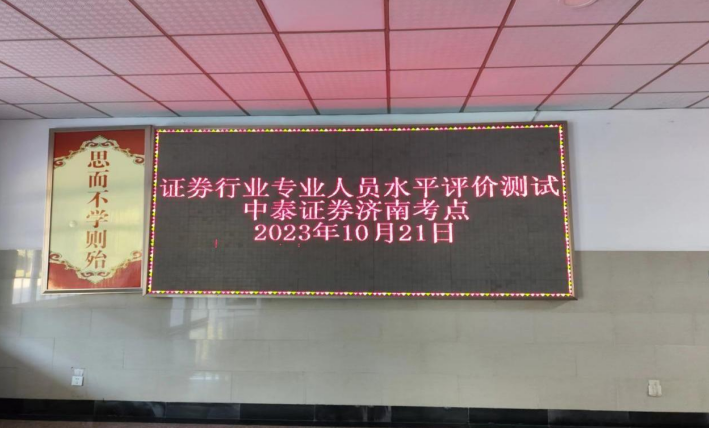 思而不学则殆
证券行业专业人员水平评价测试
中泰证券济南考点
2023年10月21日